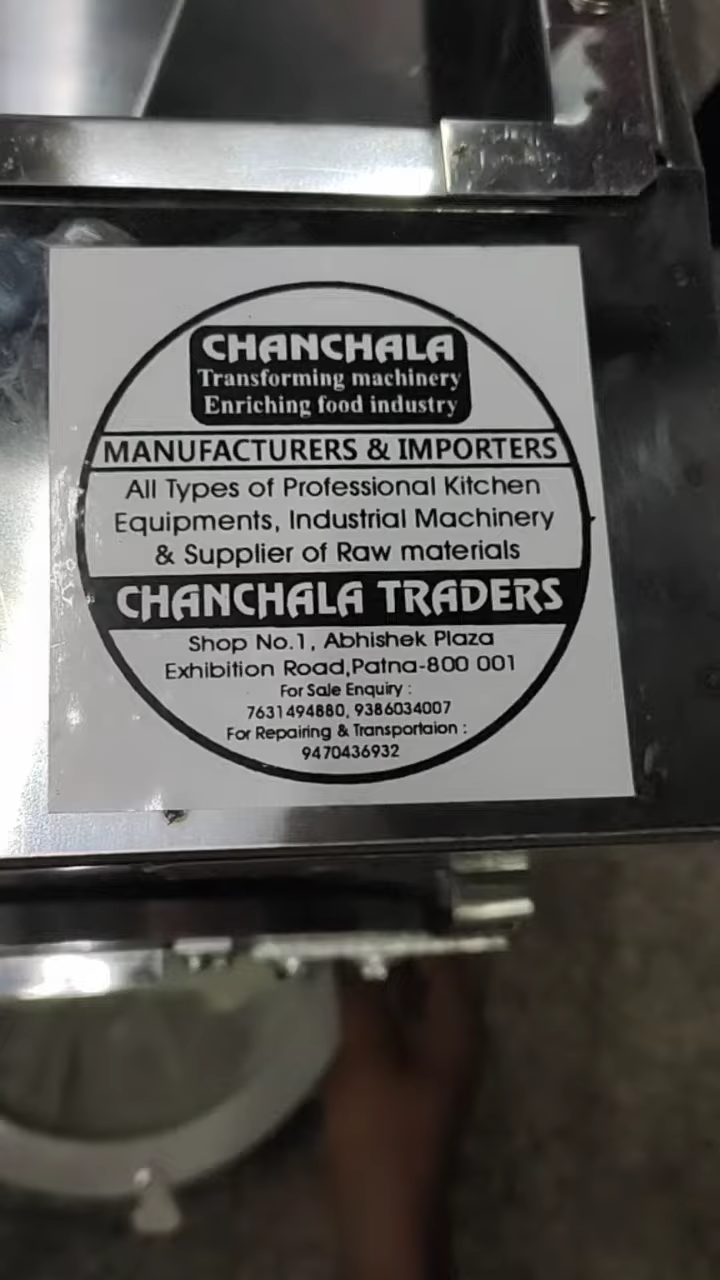 CHANCHALA
Transforming machinery
Enriching food industry
MANUFACTURERS & IMPORTERS
All Types of Professional Kitchen
Equipments, Industrial Machinery
& Supplier of Raw materials
CHANCHALA TRADERS
Shop No.1, Abhishek Plaza
Exhibition Road,Patna-800 001
For Sale Enquiry :
7631494880, 9386034007
For Repairing & Transportaion :
9470436932